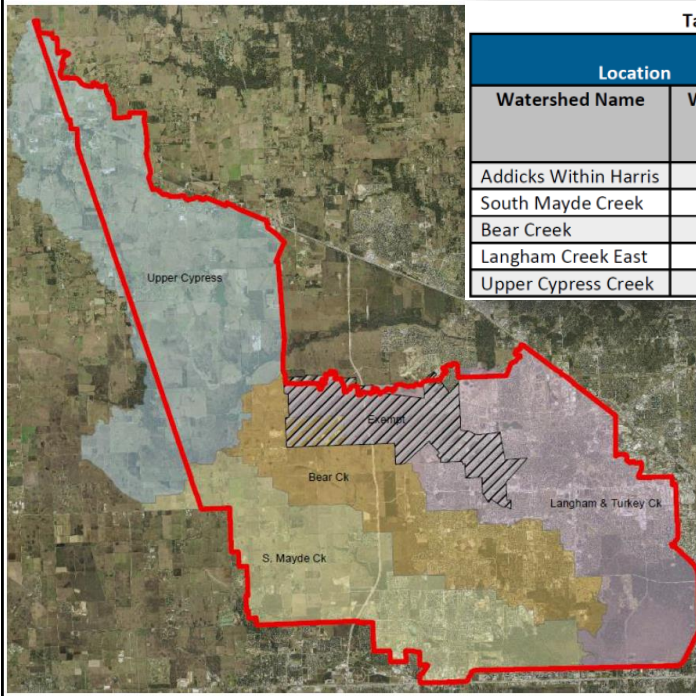 Ta
Location
Watershed Name
W
Addicks Within Harris
South Mayde Creek
Bear Creek
Langham Creek East
Upper Cypress Creek
Upper Cypress
Exempt
Bear Ck
Langham & Turkey Ck
S. Mayde Ck